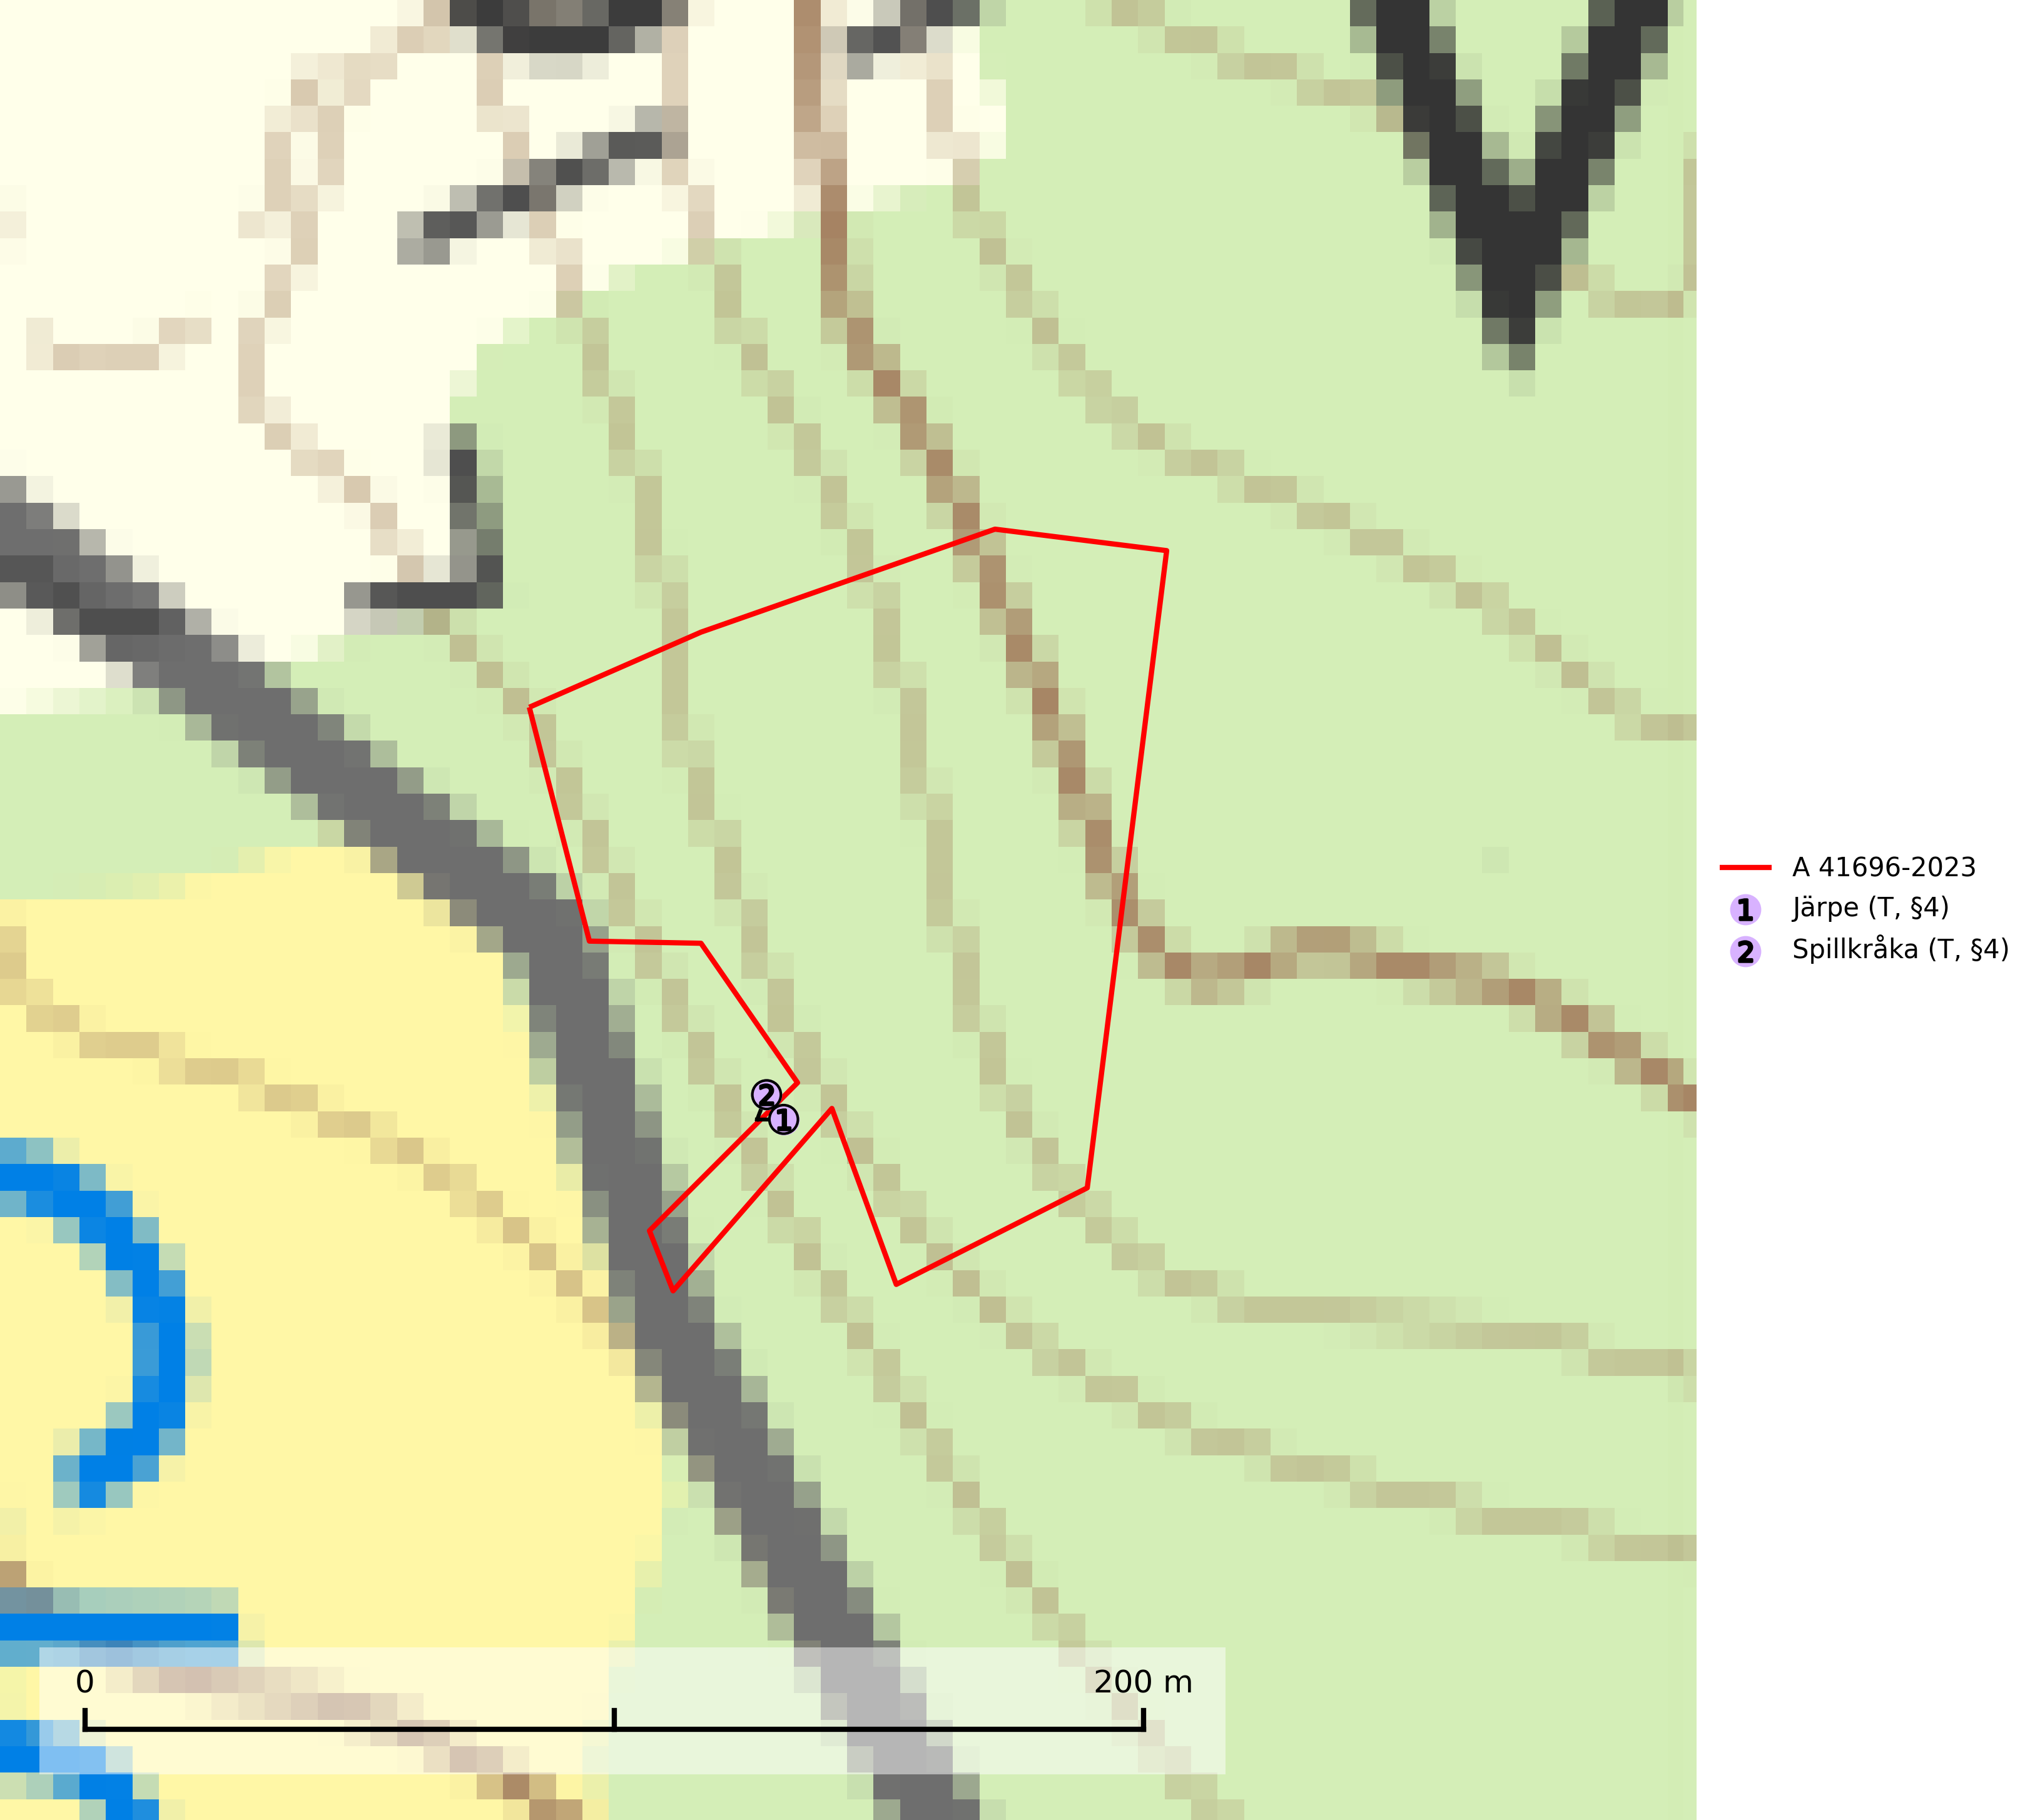 A 41696-2023
1 Järpe (T, §4)
2 Spillkråka (T, §4)
2
1
0 200 m